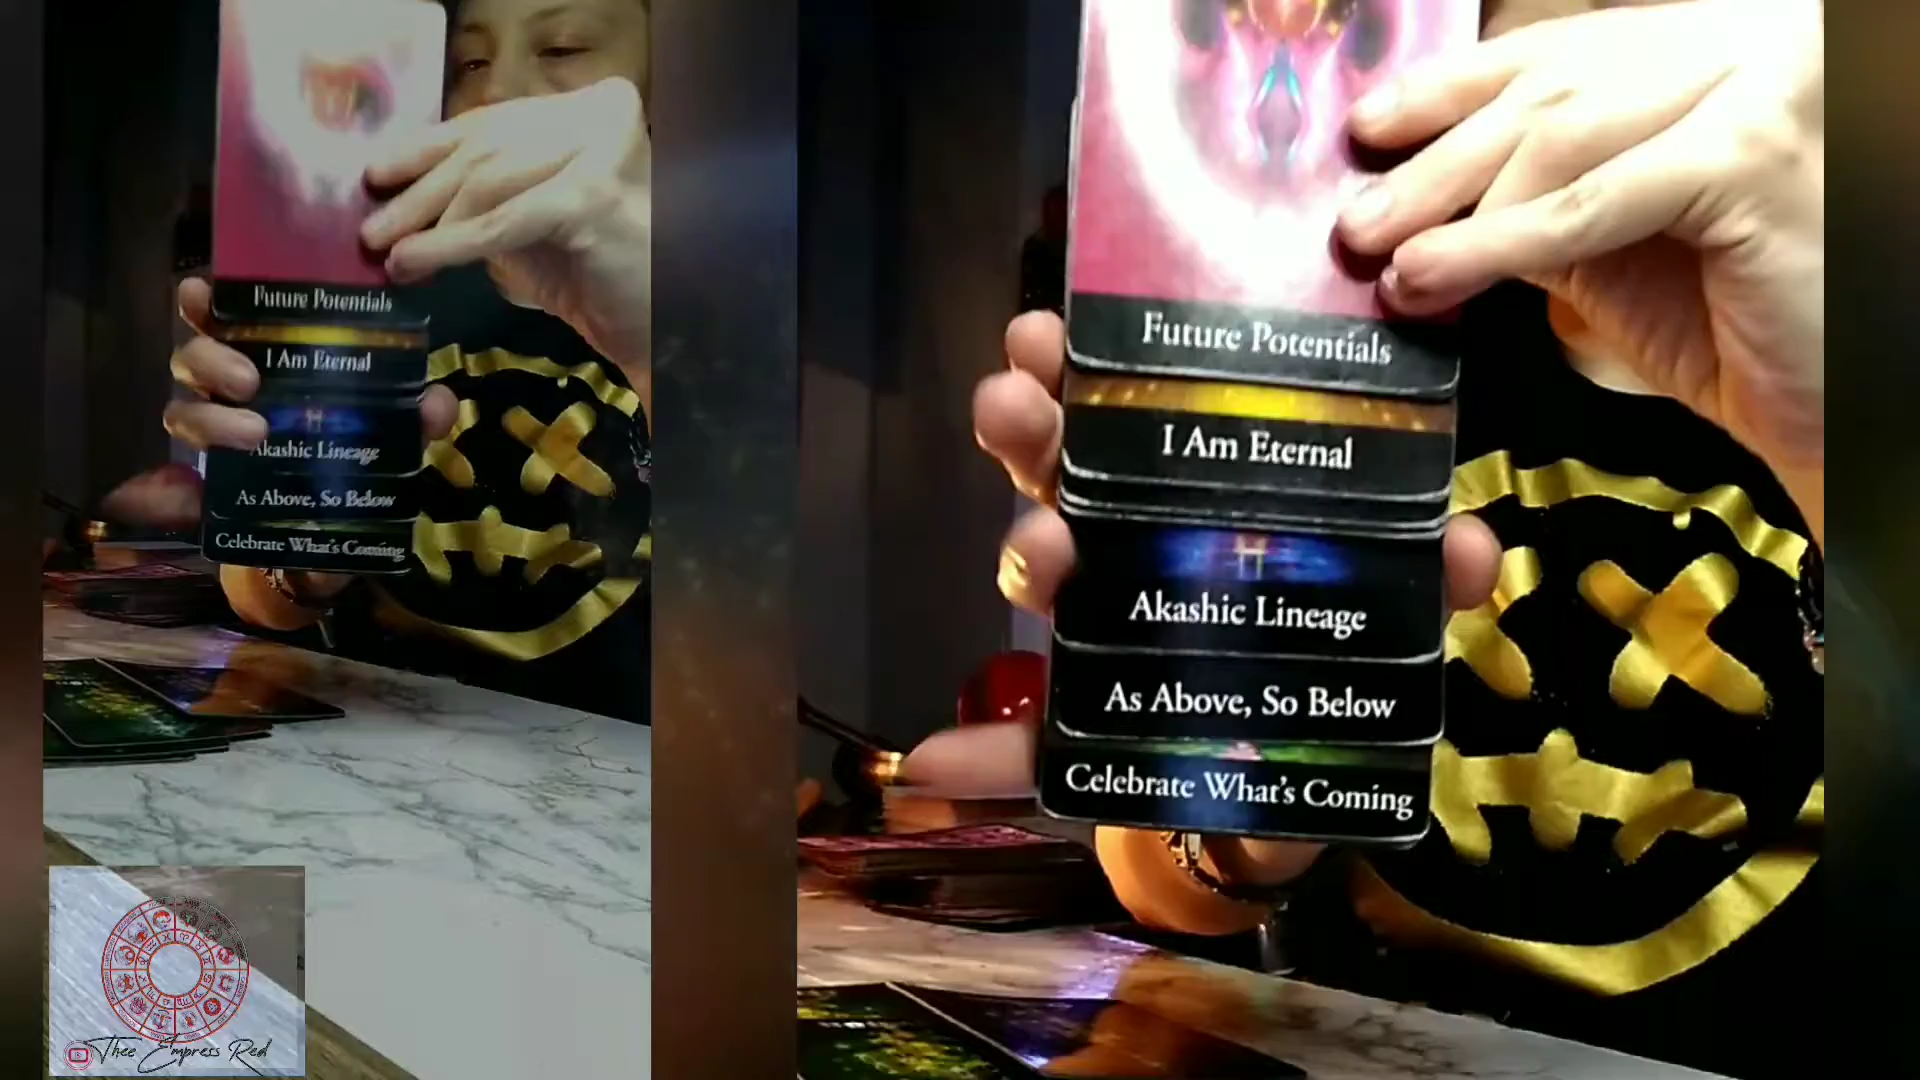 Future Potentials
I Am Eternal
Akashic Lineage
As Above, So Below
Celebrate What's Coming
Future Potentials
I Am Eternal
Akashic Lineage
As Above, So Below
Celebrate What's Coming
Thee Empress Red